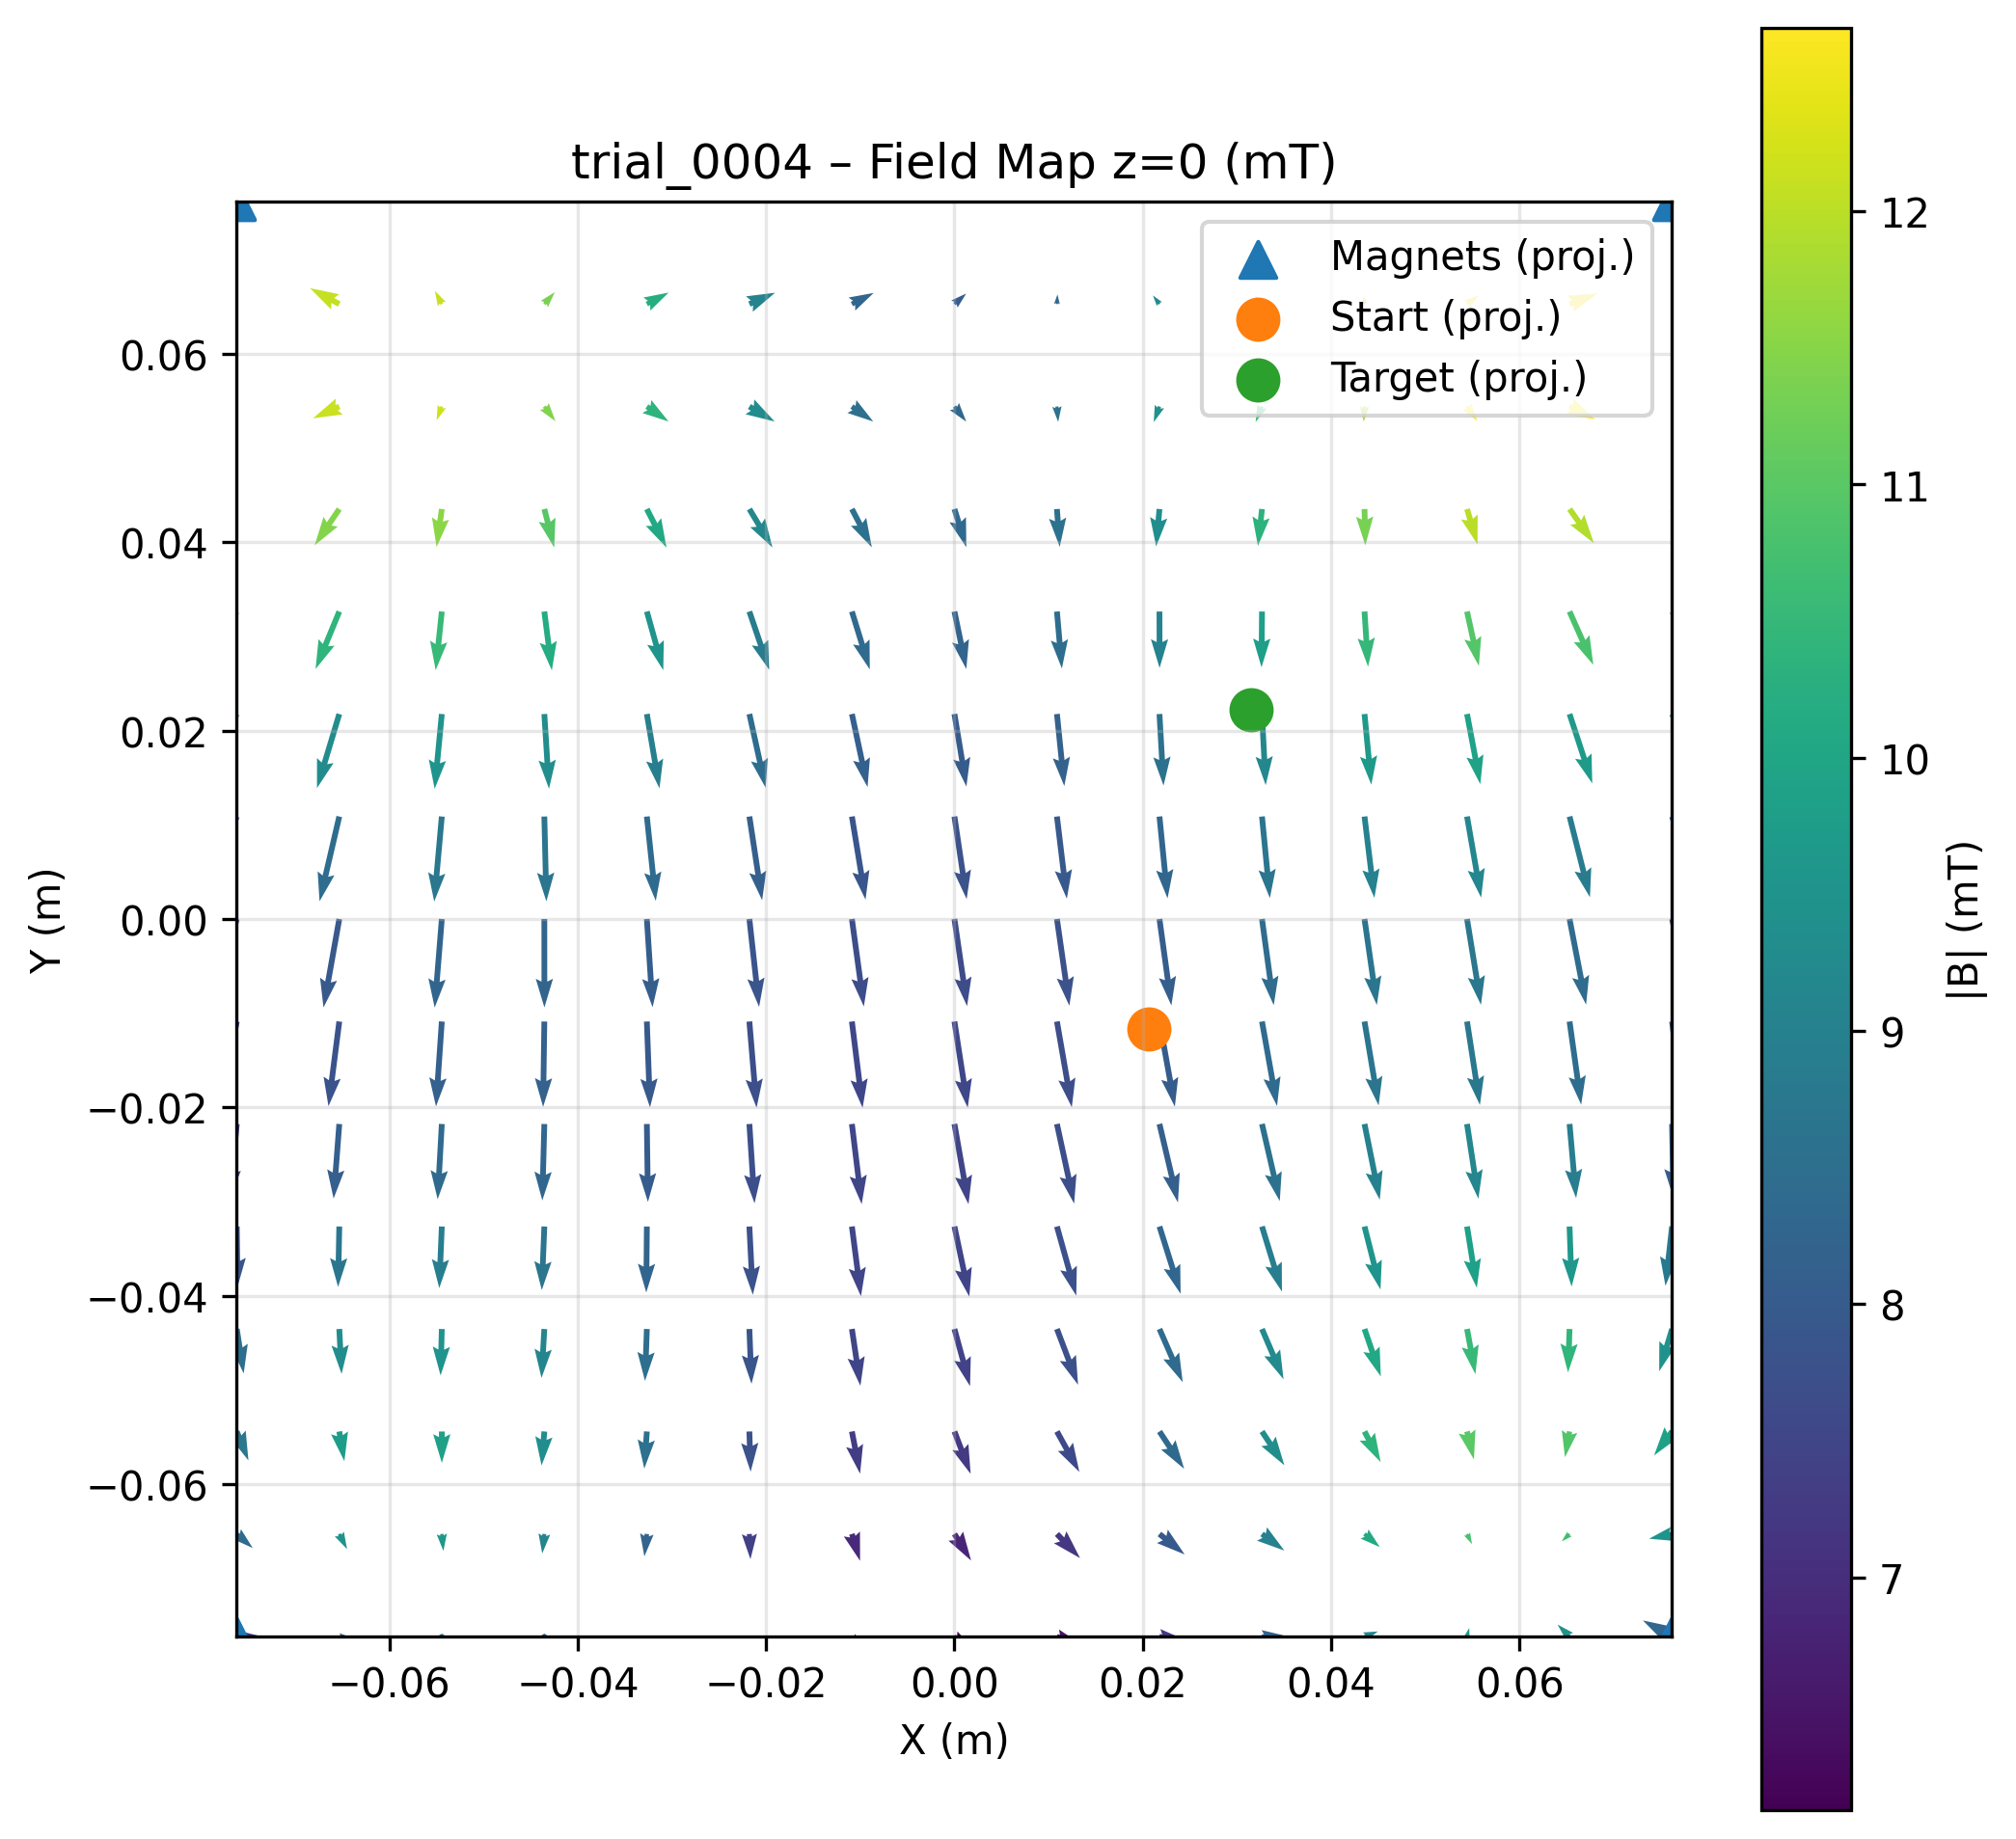 trial_0004 – Field Map z=0 (mT)
Magnets (proj.)
Start (proj.)
Target (proj.)
0.06
0.04
0.02
0.00
−0.02
−0.04
−0.06
Y (m)
−0.06 −0.04 −0.02 0.00 0.02 0.04 0.06
X (m)
12
11
10
9
8
7
|B| (mT)